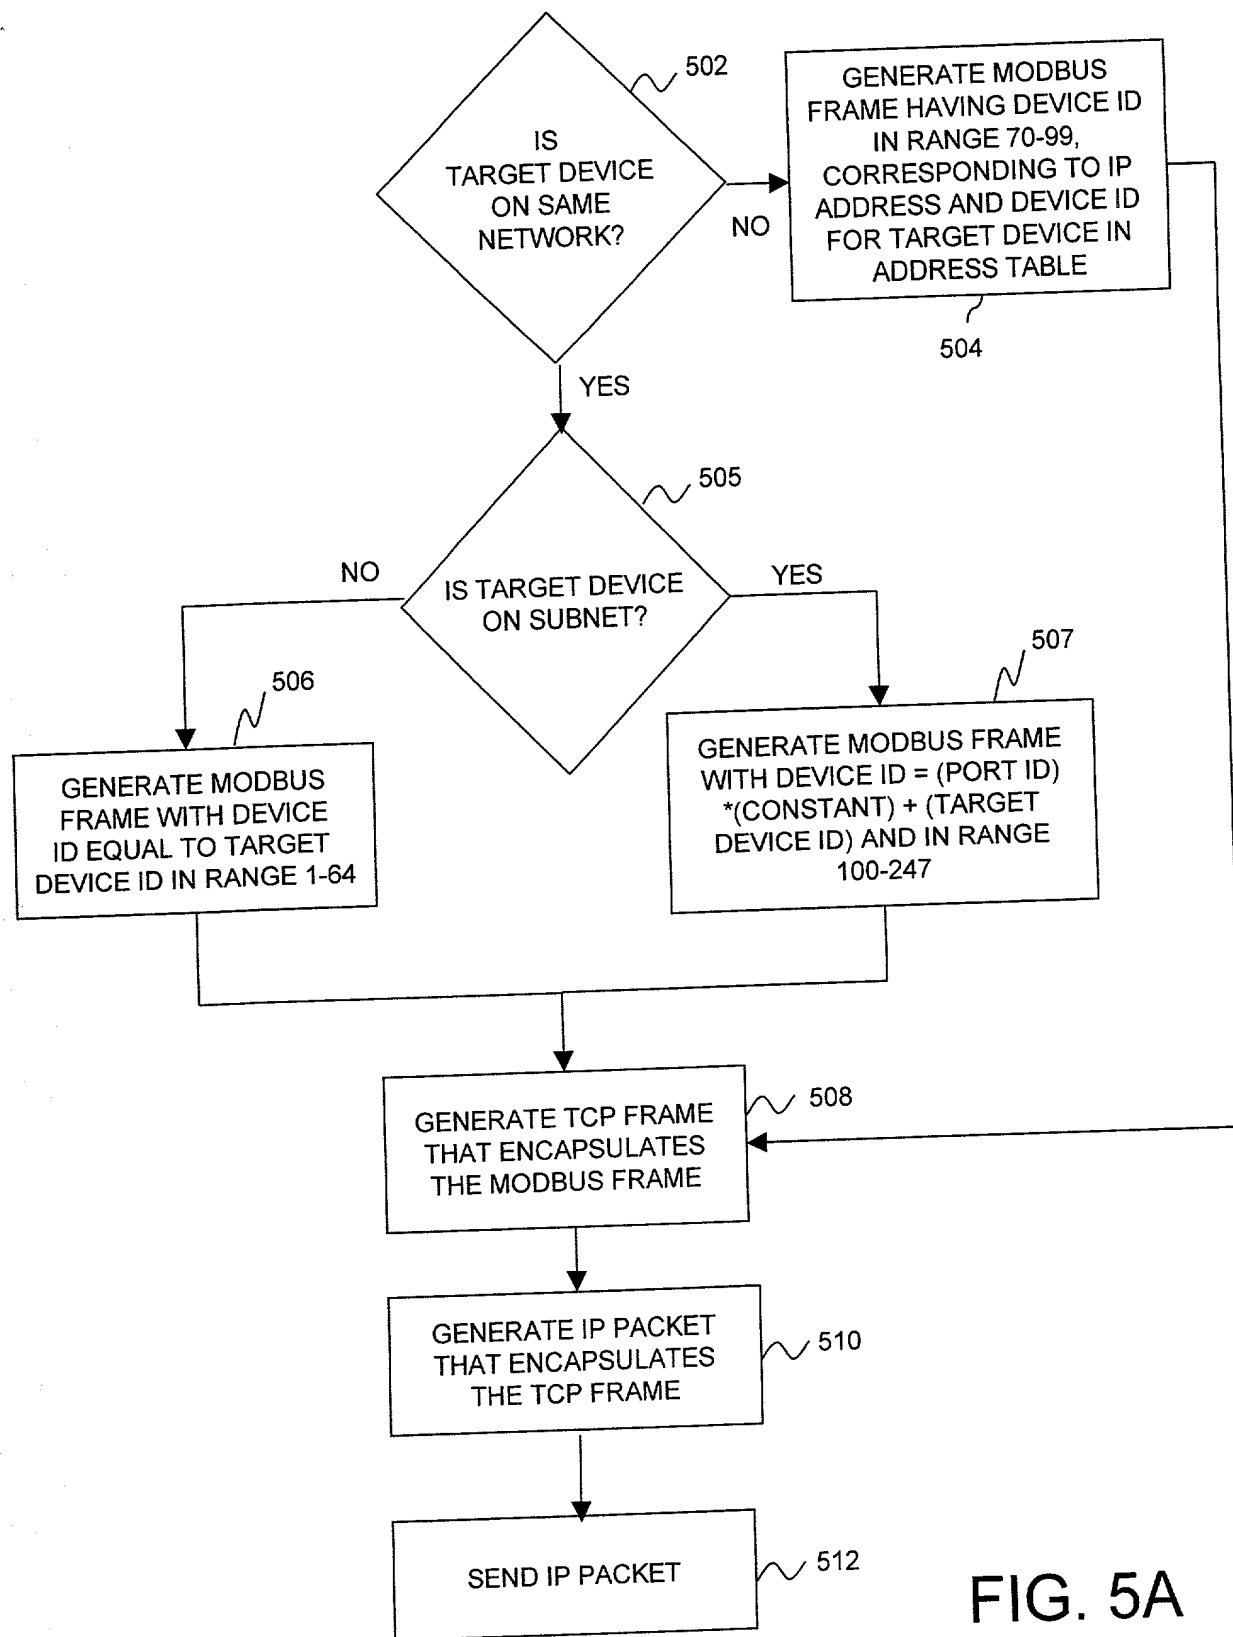 502
IS
TARGET DEVICE
ON SAME
NETWORK?
NO
GENERATE MODBUS
FRAME HAVING DEVICE ID
IN RANGE 70-99,
CORRESPONDING TO IP
ADDRESS AND DEVICE ID
FOR TARGET DEVICE IN
ADDRESS TABLE
504
YES
505
IS TARGET DEVICE
ON SUBNET?
NO
YES
506
GENERATE MODBUS
FRAME WITH DEVICE
ID EQUAL TO TARGET
DEVICE ID IN RANGE 1-64
507
GENERATE MODBUS FRAME
WITH DEVICE ID = (PORT ID)
*(CONSTANT) + (TARGET
DEVICE ID) AND IN RANGE
100-247
GENERATE TCP FRAME
THAT ENCAPSULATES
THE MODBUS FRAME
508
GENERATE IP PACKET
THAT ENCAPSULATES
THE TCP FRAME
510
SEND IP PACKET
512
FIG. 5A